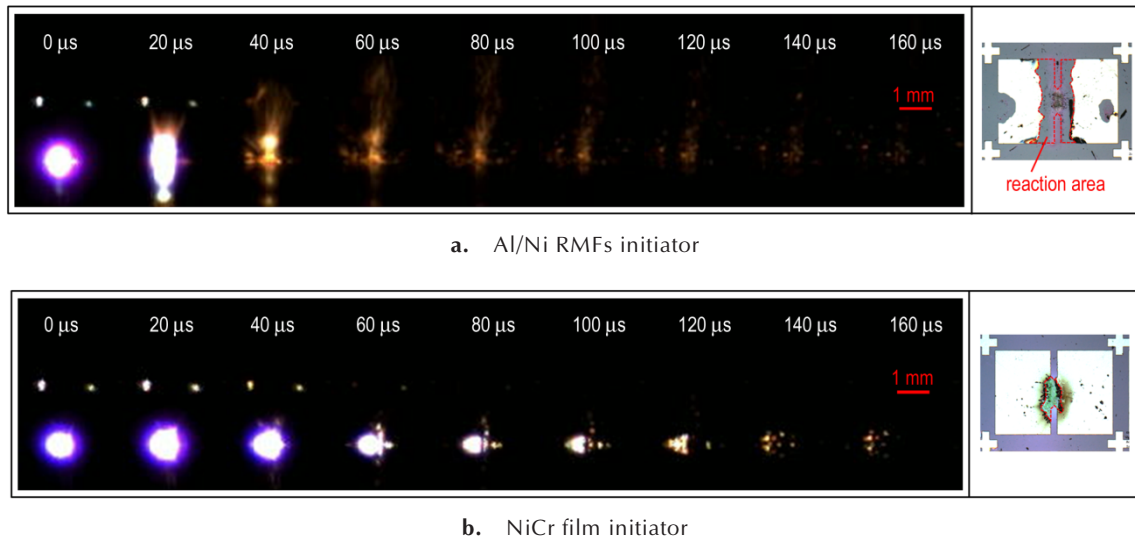 0 μs 20 μs 40 μs 60 μs 80 μs 100 μs 120 μs 140 μs 160 μs
1 mm
reaction area
a. Al/Ni RMFs initiator
0 μs 20 μs 40 μs 60 μs 80 μs 100 μs 120 μs 140 μs 160 μs
1 mm
b. NiCr film initiator